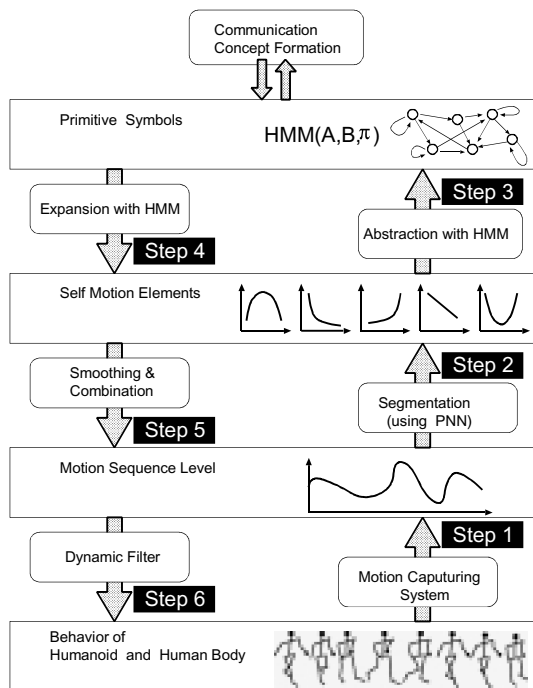 Communication
Concept Formation
Primitive Symbols
HMM(A,B,π)
Step 3
Expansion with HMM
Abstraction with HMM
Step 4
Self Motion Elements
Step 2
Smoothing &
Combination
Segmentation
(using PNN)
Step 5
Motion Sequence Level
Step 1
Dynamic Filter
Motion Caputuring
System
Step 6
Behavior of
Humanoid and Human Body